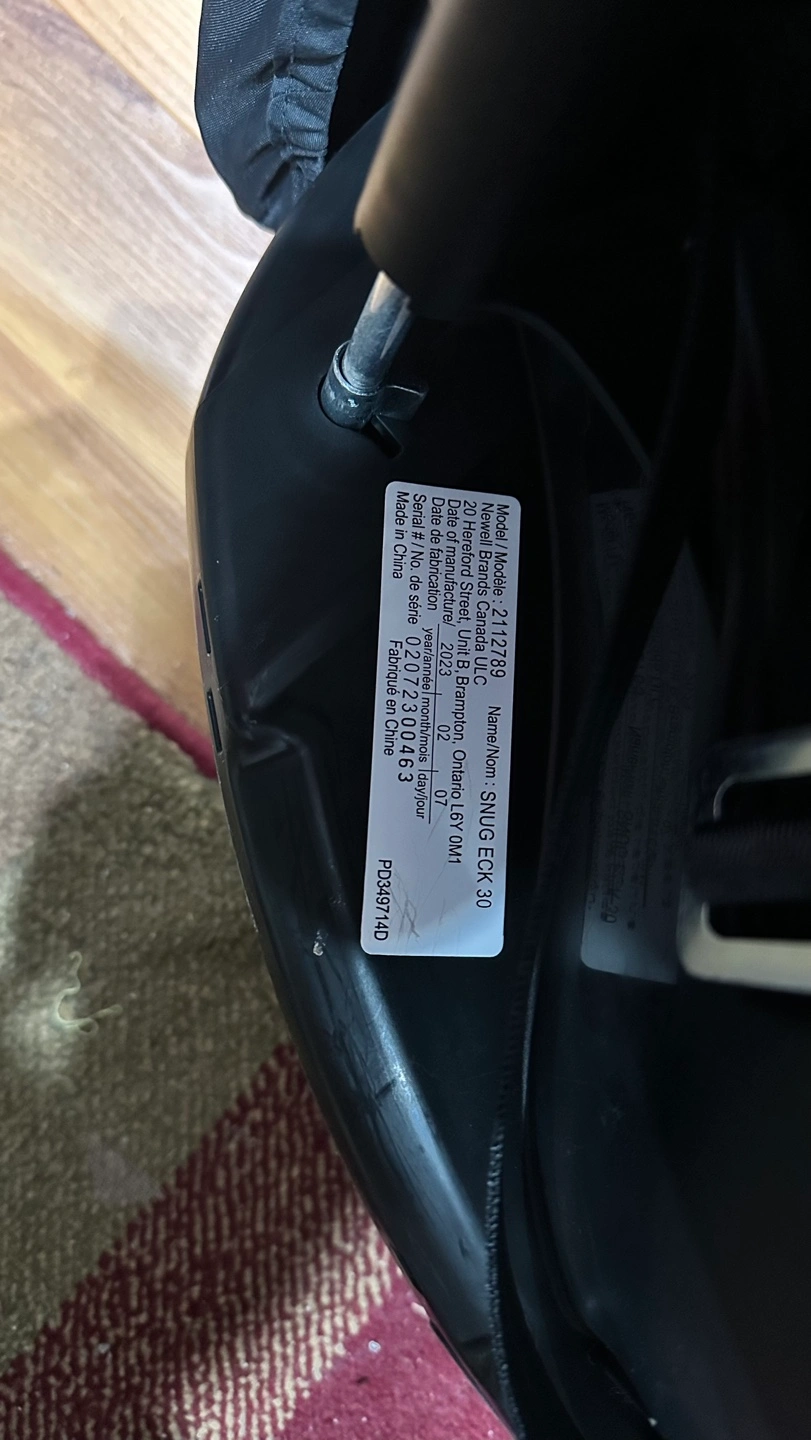 Model / Modèle : 2112789 Name/Nom : SNUG ECK 30
Newell Brands Canada ULC
20 Hereford Street, Unit B, Brampton, Ontario L6Y 0M1
Date of manufacture/ 2023 02 07
Date de fabrication year/année month/mois day/jour
Serial # / No. de série 02072300463
Made in China Fabriqué en Chine PD349714D